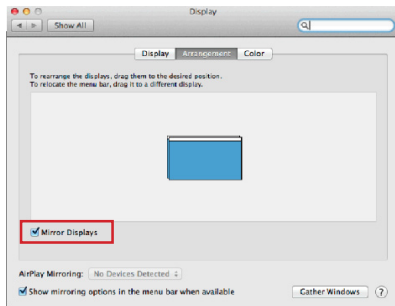 Display
Show All
Display Arrangement Color
To rearrange the displays, drag them to the desired position.
To relocate the menu bar, drag it to a different display.
Mirror Displays
AirPlay Mirroring: No Devices Detected
Show mirroring options in the menu bar when available
Gather Windows ?